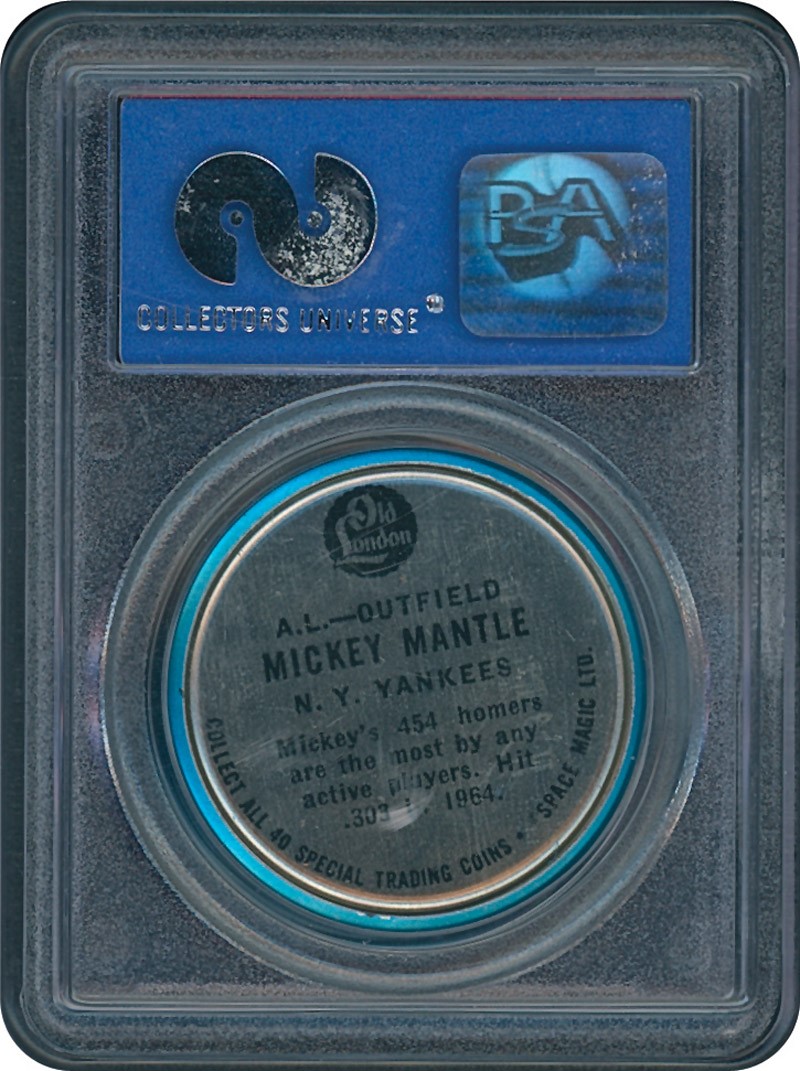 COLLECTORS UNIVERSE®
PSA
Old
London
A.L.—OUTFIELD
MICKEY MANTLE
N. Y. YANKEES
Mickey's 454 homers
are the most by any
active players. Hit
.303 1964.
COLLECT ALL 40 SPECIAL TRADING COINS • SPACE MAGIC LTD.